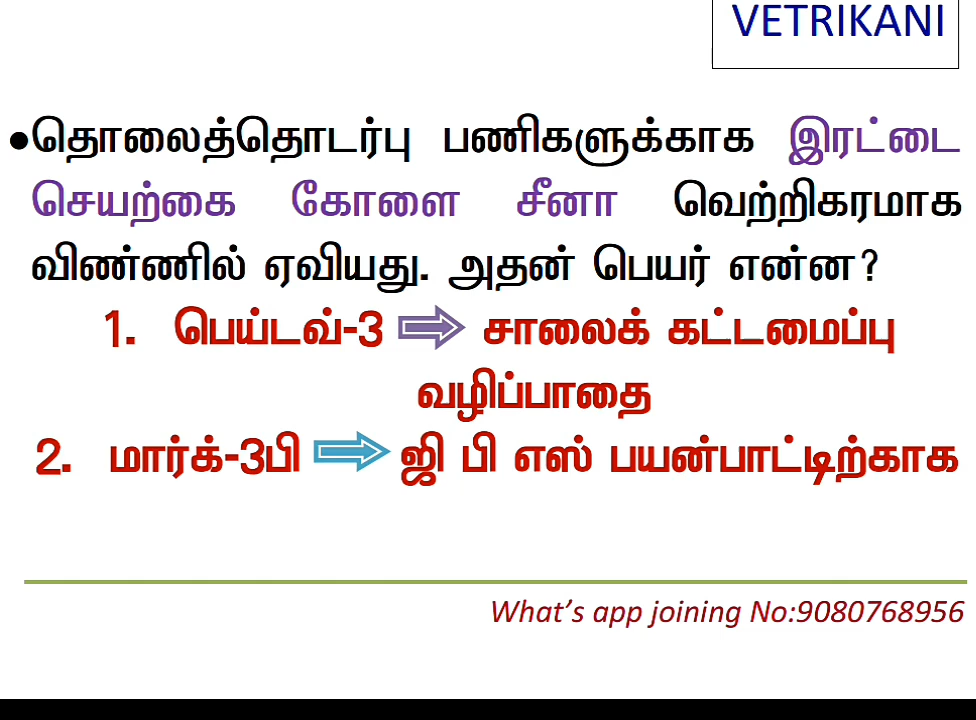 VETRIKANI
•தொலைத்தொடர்பு பணிகளுக்காக இரட்டை
செயற்கை கோளை சீனா வெற்றிகரமாக
விண்ணில் ஏவியது. அதன் பெயர் என்ன?
1. பெய்டவ்-3 ⇨ சாலைக் கட்டமைப்பு
வழிப்பாதை
2. மார்க்-3பி ⇨ ஜி பி எஸ் பயன்பாட்டிற்காக
What's app joining No:9080768956